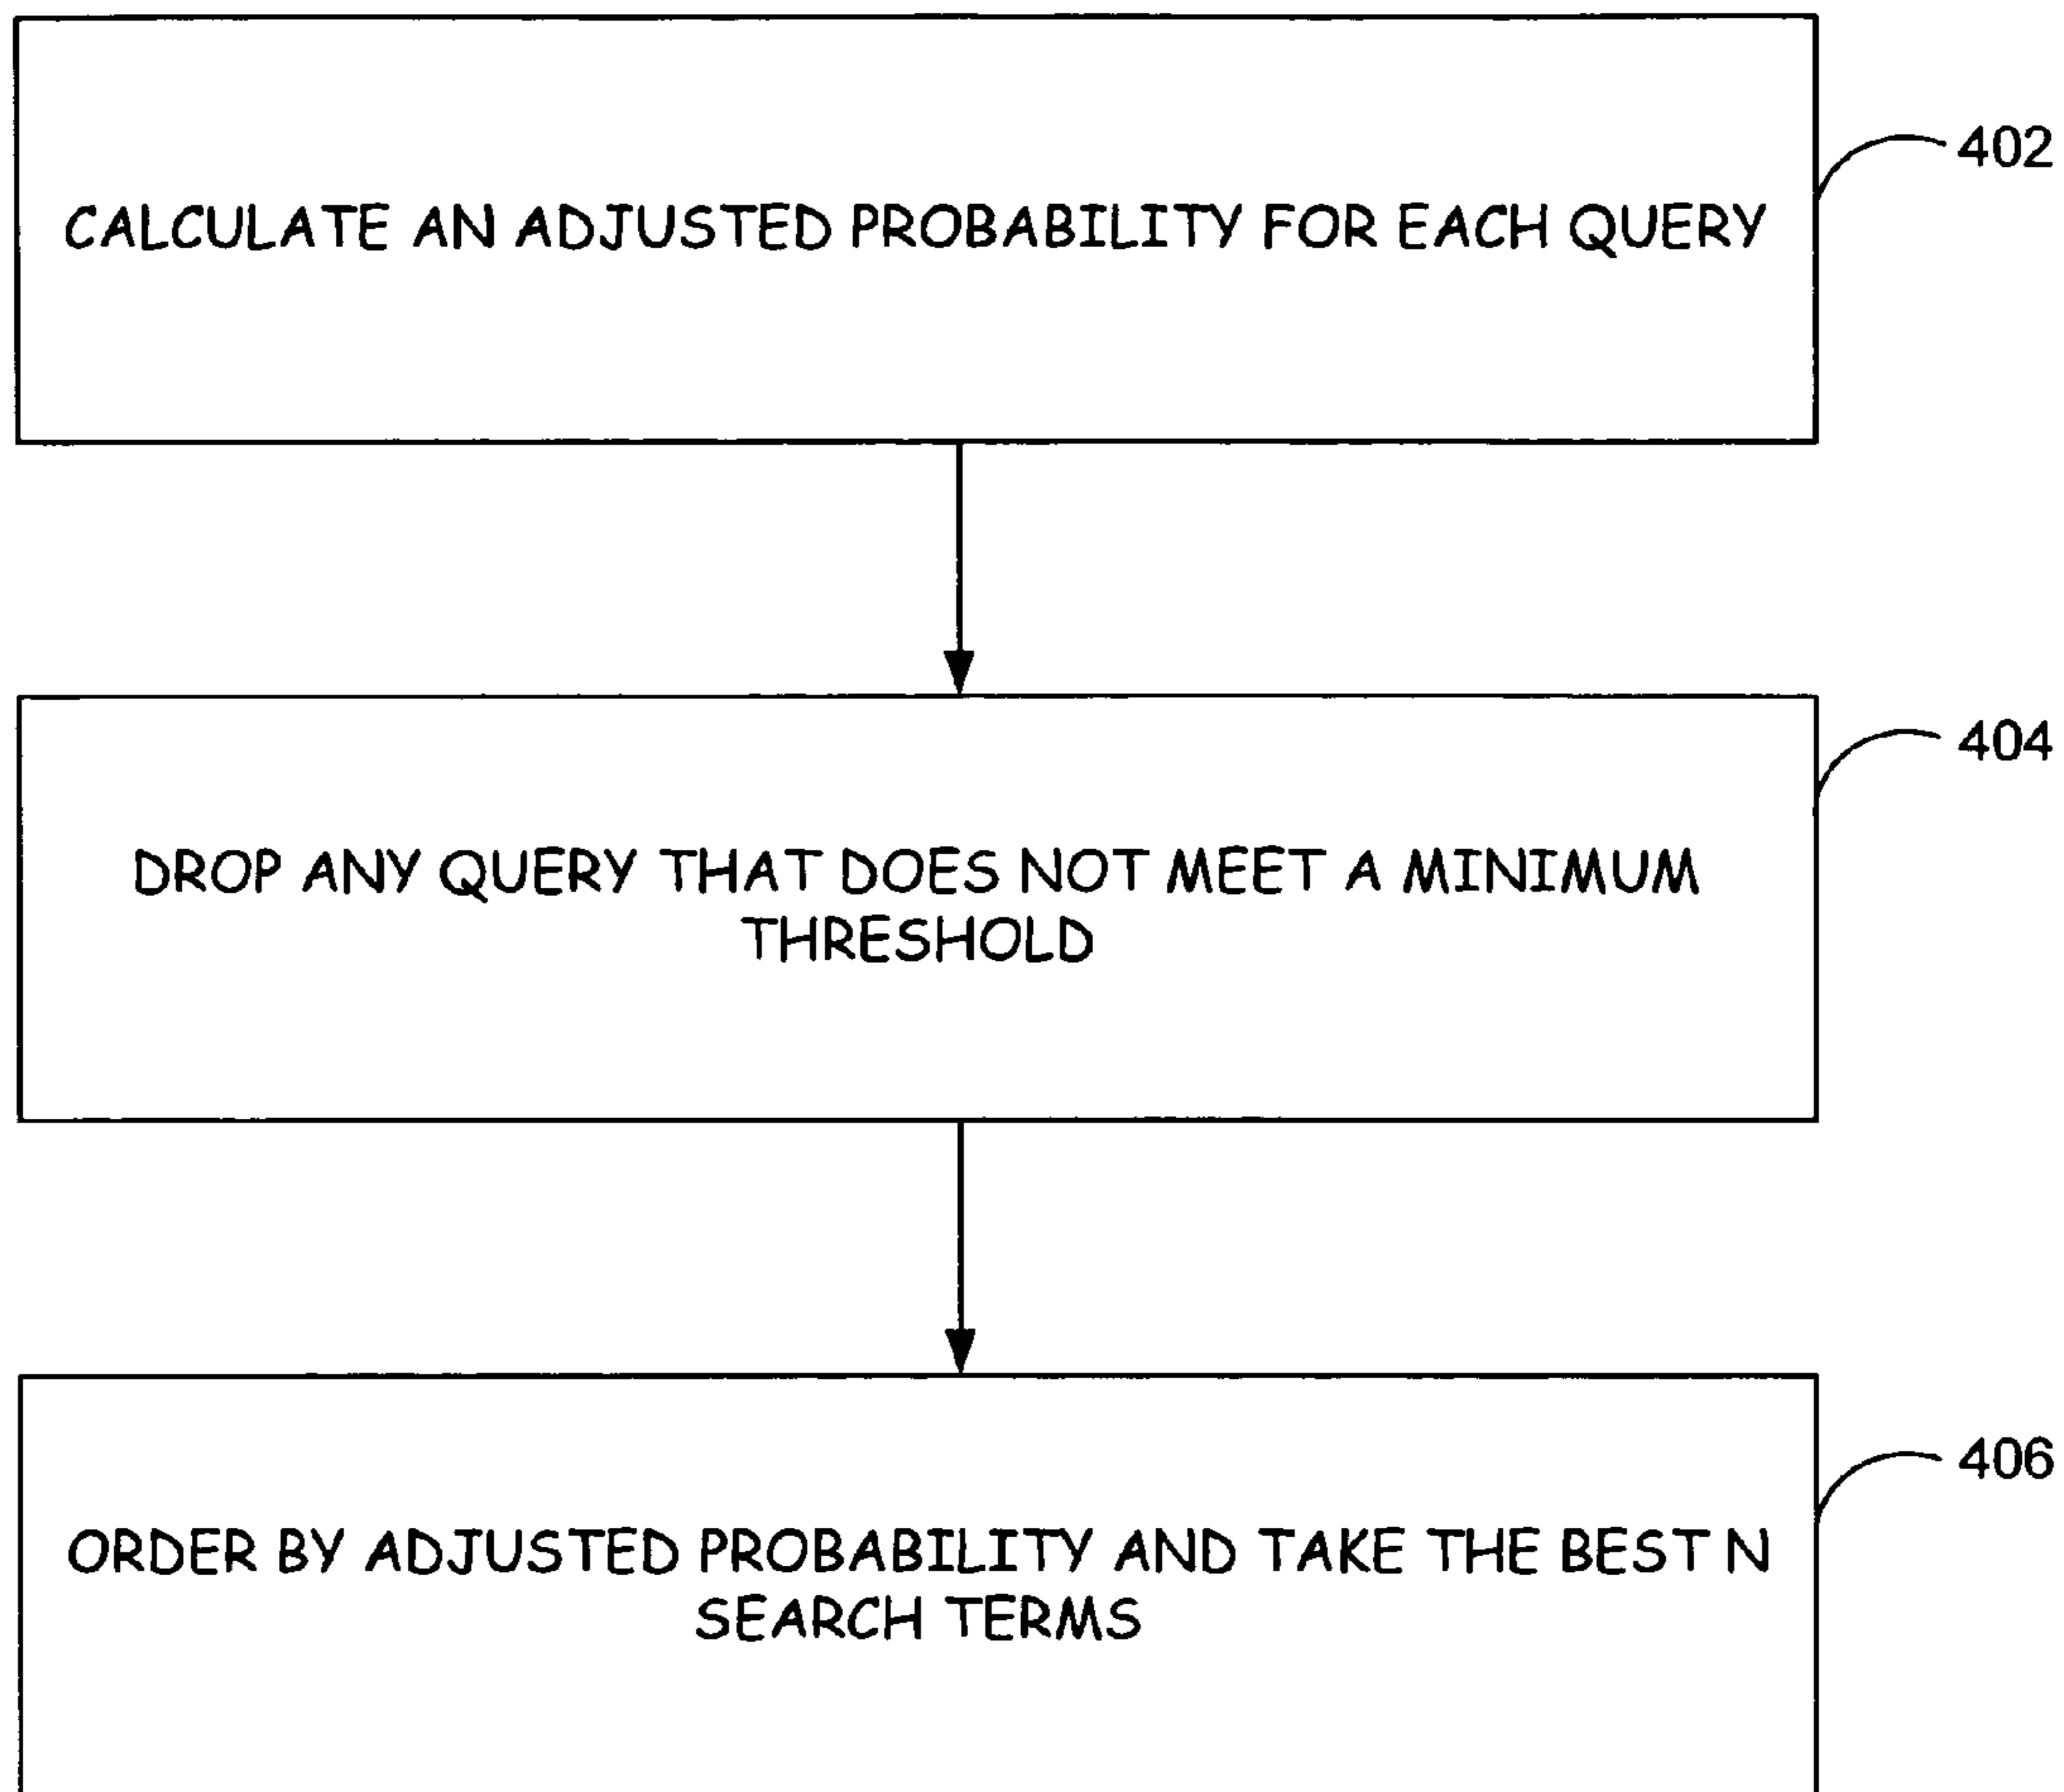 402
CALCULATE AN ADJUSTED PROBABILITY FOR EACH QUERY
404
DROP ANY QUERY THAT DOES NOT MEET A MINIMUM
THRESHOLD
406
ORDER BY ADJUSTED PROBABILITY AND TAKE THE BEST N
SEARCH TERMS